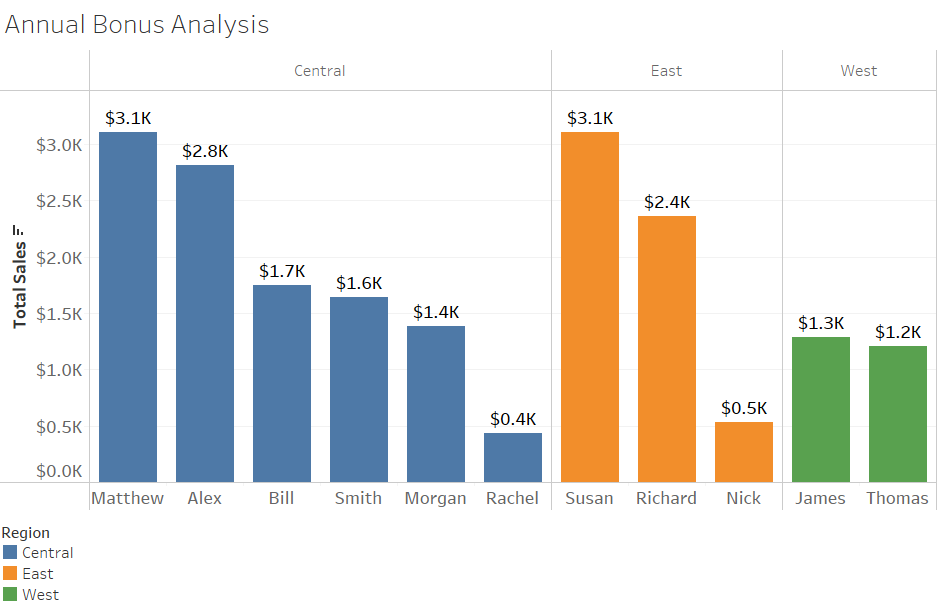 Annual Bonus Analysis
Central East West
$3.1K $3.1K
$2.8K
$3.0K
$2.5K
$2.4K
$2.0K
$1.7K
$1.6K
$1.5K
$1.4K
$1.3K
$1.2K
$1.0K
$0.5K
$0.4K
$0.5K
$0.0K
Total Sales
Matthew Alex Bill Smith Morgan Rachel Susan Richard Nick James Thomas
Region
Central
East
West